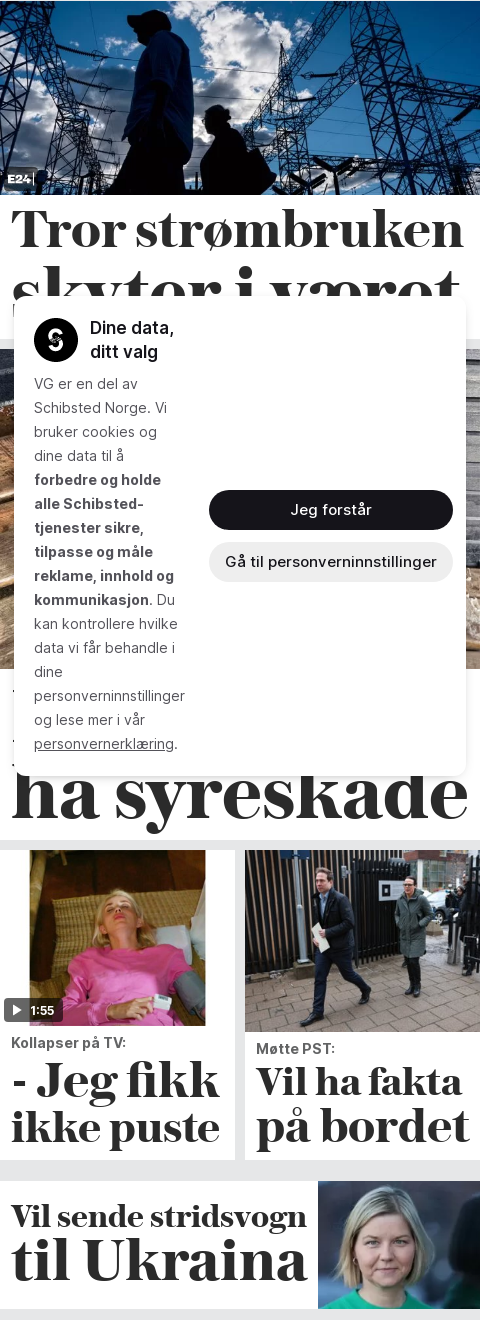 E24
Tror strømbruken
skyter i været
Dine data,
ditt valg
VG er en del av
Schibsted Norge. Vi
bruker cookies og
dine data til å
forbedre og holde
alle Schibsted-
tjenester sikre,
tilpasse og måle
reklame, innhold og
kommunikasjon. Du
kan kontrollere hvilke
data vi får behandle i
dine
personverninnstillinger
og lese mer i vår
personvernerklæring.
Jeg forstår
Gå til personverninnstillinger
ha syreskade
1:55
Kollapser på TV:
- Jeg fikk
ikke puste
Møtte PST:
Vil ha fakta
på bordet
Vil sende stridsvogn
til Ukraina